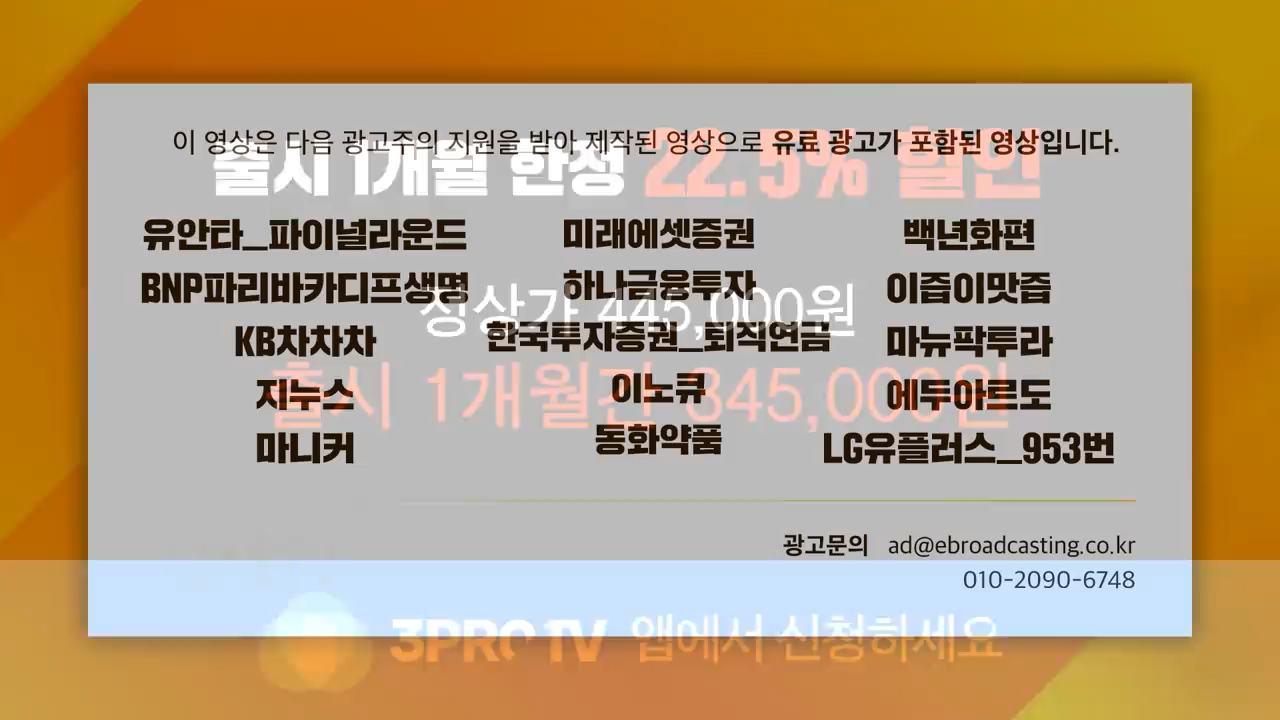 이 영상은 다음 광고주의 지원을 받아 제작된 영상으로 유료 광고가 포함된 영상입니다.
출시 1개월 한정 22.5% 할인
유안타_파이널라운드 미래에셋증권 백년화편
BNP파리바카디프생명 하나금융투자 이즙이맛즙
정상가 445,000원
KB차차차 한국투자증권_퇴직연금 마뉴팍투라
출시 1개월간 345,000원
지누스 이노큐 에투아르도
마니커 동화약품 LG유플러스_953번
광고문의 ad@ebroadcasting.co.kr
010-2090-6748
3PRO TV 앱에서 신청하세요